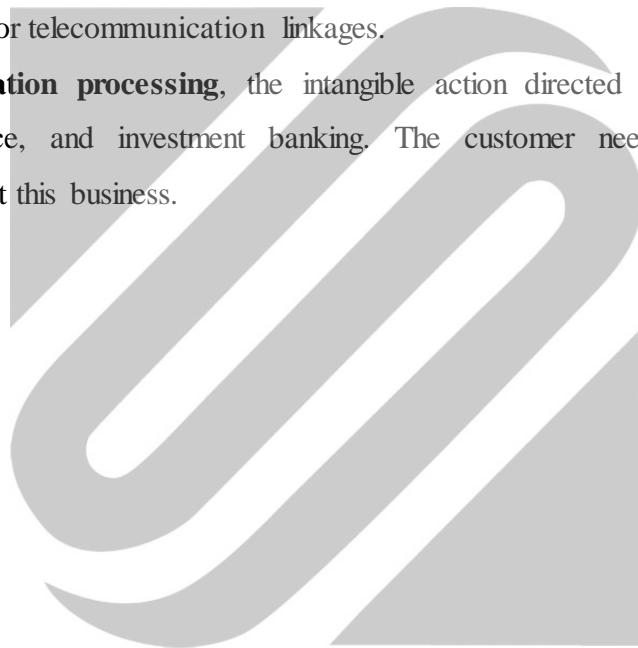 or telecommunication linkages.
ation processing, the intangible action directed
ce, and investment banking. The customer nee
t this business.